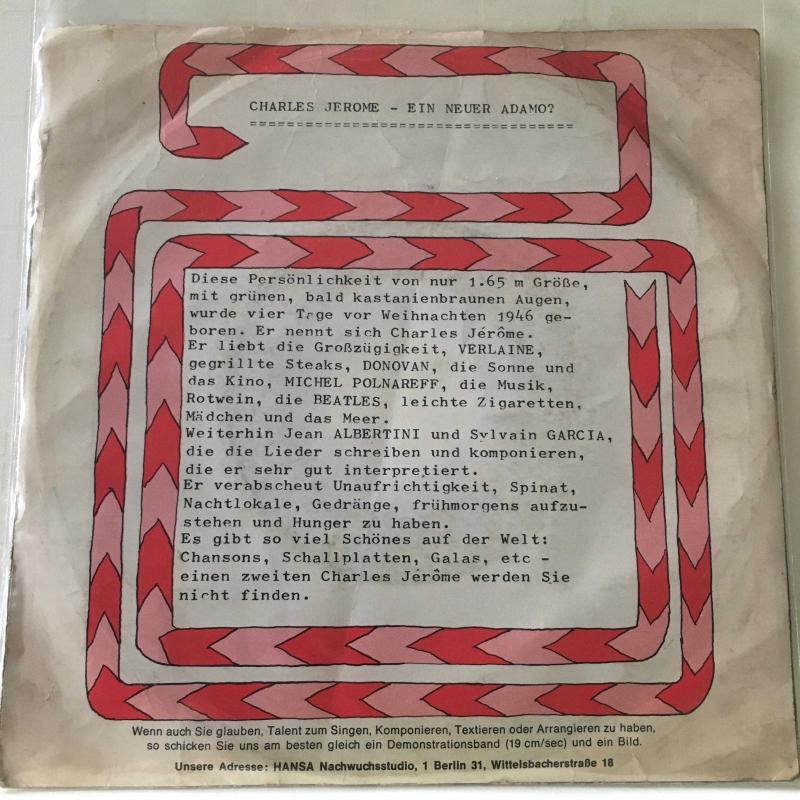 CHARLES JEROME - EIN NEUER ADAMO?
=================================
Diese Persönlichkeit von nur 1.65 m Größe,
mit grünen, bald kastanienbraunen Augen,
wurde vier Tage vor Weihnachten 1946 ge-
boren. Er nennt sich Charles Jérôme.
Er liebt die Großzügigkeit, VERLAINE,
gegrillte Steaks, DONOVAN, die Sonne und
das Kino, MICHEL POLNAREFF, die Musik,
Rotwein, die BEATLES, leichte Zigaretten,
Mädchen und das Meer.
Weiterhin Jean ALBERTINI und Sylvain GARCIA,
die die Lieder schreiben und komponieren,
die er sehr gut interpretiert.
Er verabscheut Unaufrichtigkeit, Spinat,
Nachtlokale, Gedränge, frühmorgens aufzu-
stehen und Hunger zu haben.
Es gibt so viel Schönes auf der Welt:
Chansons, Schallplatten, Galas, etc -
einen zweiten Charles Jérôme werden Sie
nicht finden.
Wenn auch Sie glauben, Talent zum Singen, Komponieren, Textieren oder Arrangieren zu haben,
so schicken Sie uns am besten gleich ein Demonstrationsband (19 cm/sec) und ein Bild.
Unsere Adresse: HANSA Nachwuchsstudio, 1 Berlin 31, Wittelsbacherstraße 18